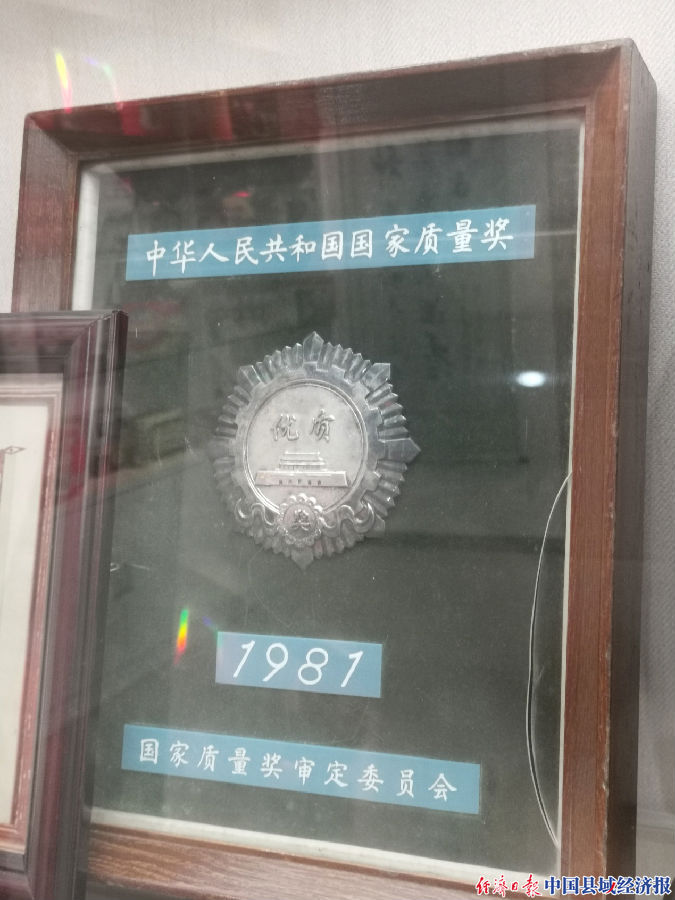 中华人民共和国国家质量奖
优质
奖
1981
国家质量奖审定委员会
经济日报 中国县域经济报